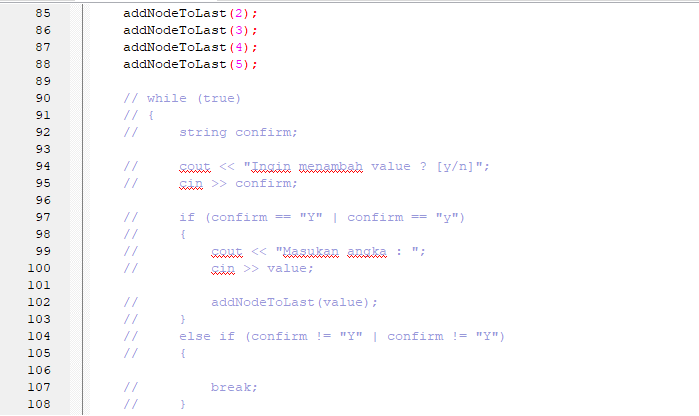 85 addNodeToLast(2);
86 addNodeToLast(3);
87 addNodeToLast(4);
88 addNodeToLast(5);
89
90 // while (true)
91 // {
92 // string confirm;
93
94 // cout << "Ingin menambah value ? [y/n]";
95 // cin >> confirm;
96
97 // if (confirm == "Y" | confirm == "y")
98 // {
99 // cout << "Masukan angka : ";
100 // cin >> value;
101
102 // addNodeToLast(value);
103 // }
104 // else if (confirm != "Y" | confirm != "Y")
105 // {
106
107 // break;
108 // }